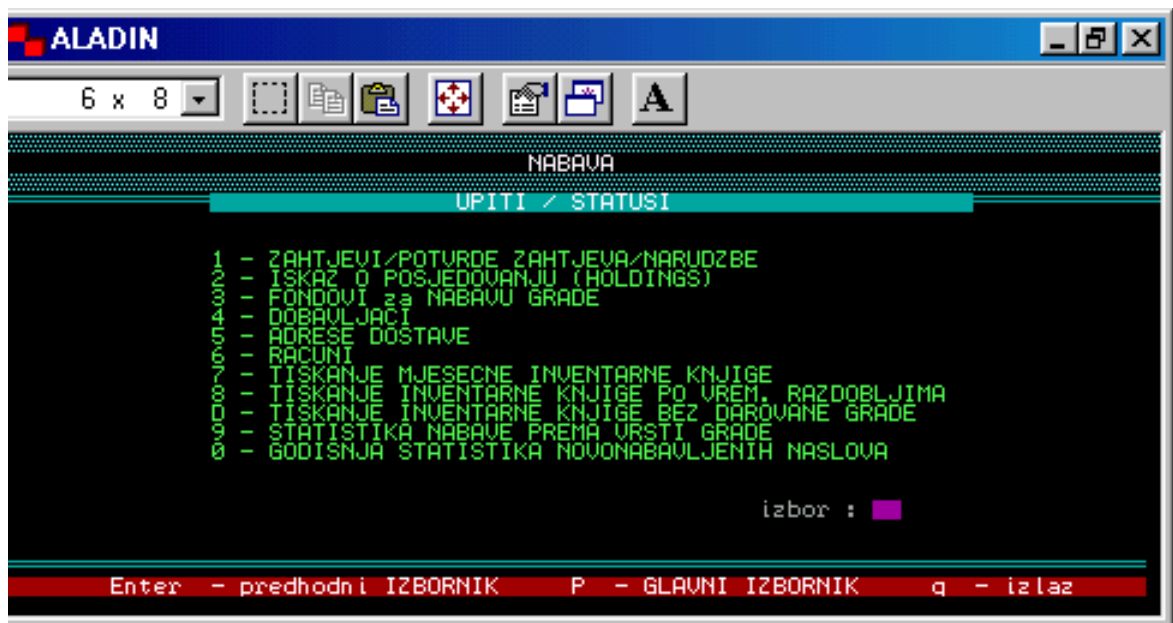 ALADIN
6 x 8
A
NABAVA
UPITI / STATUSI
1 - ZAHTJEVI/POTVRDE ZAHTJEVA/NARUDZBE
2 - ISKAZ O POSJEDOVANJU (HOLDINGS)
3 - FONDOVI za NABAVU GRADE
4 - DOBAVLJACI
5 - ADRESE DOSTAVE
6 - RACUNI
7 - TISKANJE MJESECNE INVENTARNE KNJIGE
8 - TISKANJE INVENTARNE KNJIGE PO VREM. RAZDOBLJIMA
D - TISKANJE INVENTARNE KNJIGE BEZ DAROVANE GRADE
9 - STATISTIKA NABAVE PREMA VRSTI GRADE
0 - GODISNJA STATISTIKA NOVONABAVLJENIH NASLOVA
izbor :
Enter - predhodni IZBORNIK P - GLAVNI IZBORNIK q - izlaz